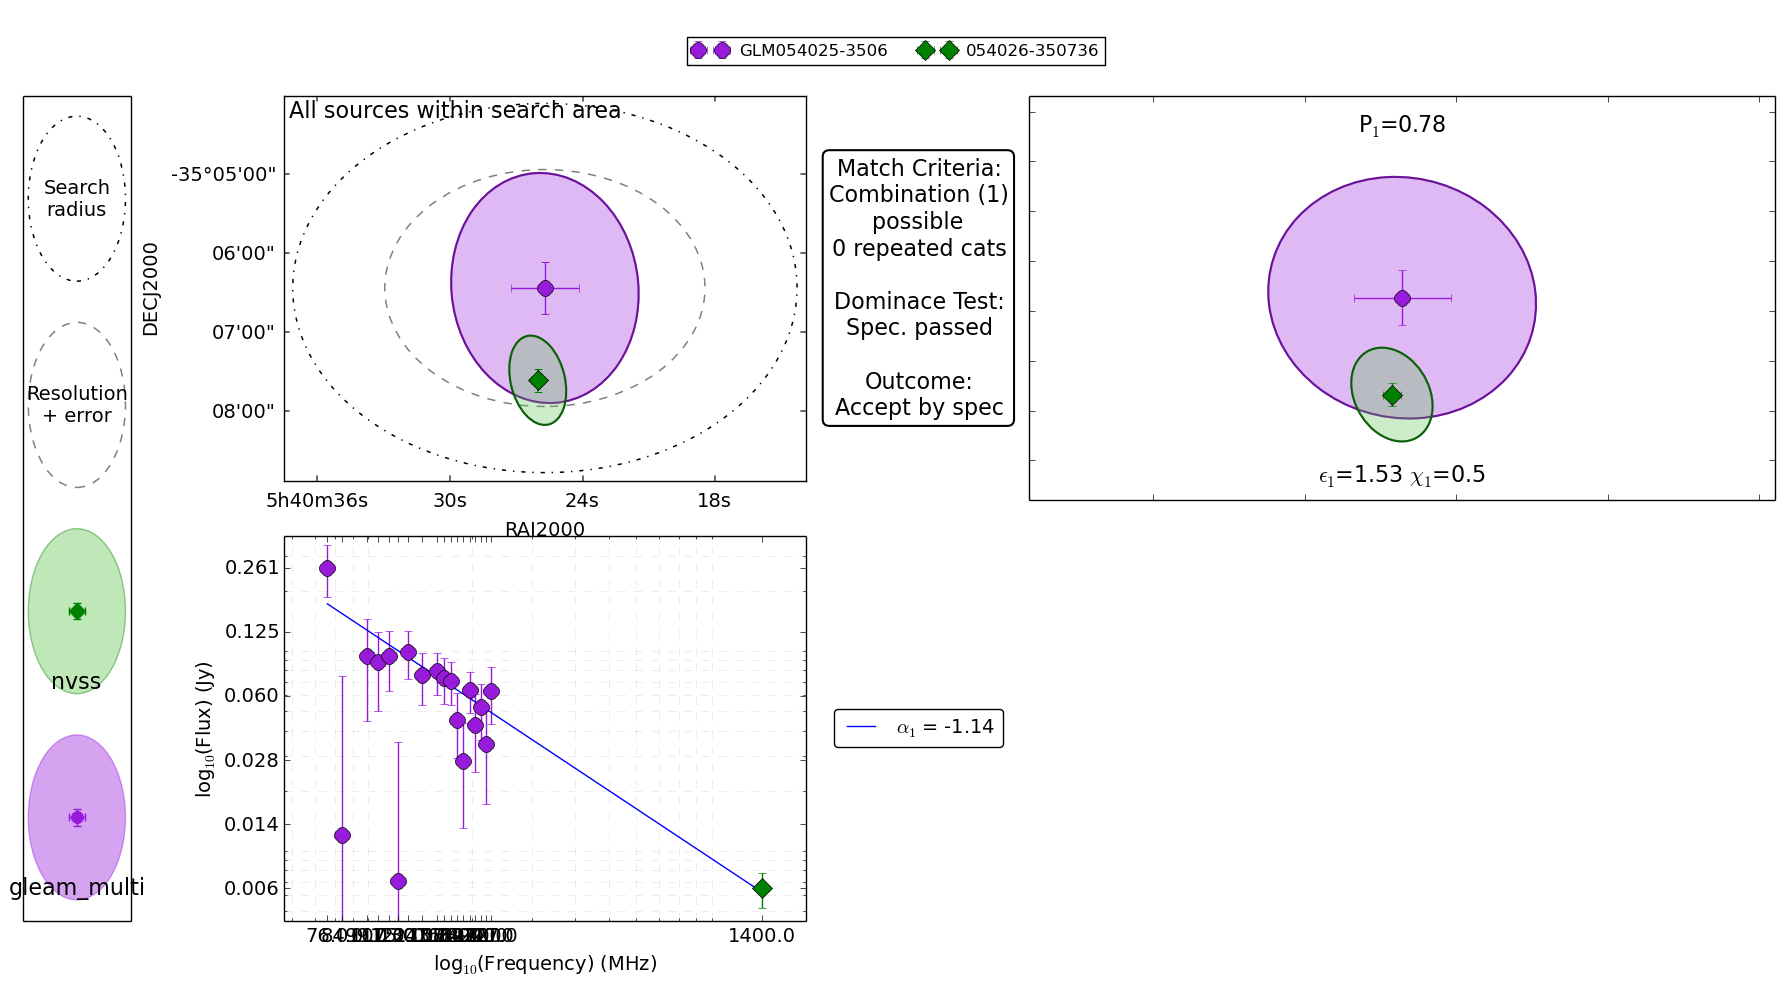 GLM054025-3506 054026-350736
All sources within search area
Search
radius
Resolution
+ error
nvss
gleam_multi
DECJ2000
-35°05'00"
06'00"
07'00"
08'00"
5h40m36s 30s 24s 18s
RAJ2000
Match Criteria:
Combination (1)
possible
0 repeated cats
Dominace Test:
Spec. passed
Outcome:
Accept by spec
P1=0.78
ϵ1=1.53 χ1=0.5
log10(Flux) (Jy)
0.261
0.125
0.060
0.028
0.014
0.006
1400.0
log10(Frequency) (MHz)
α1 = -1.14